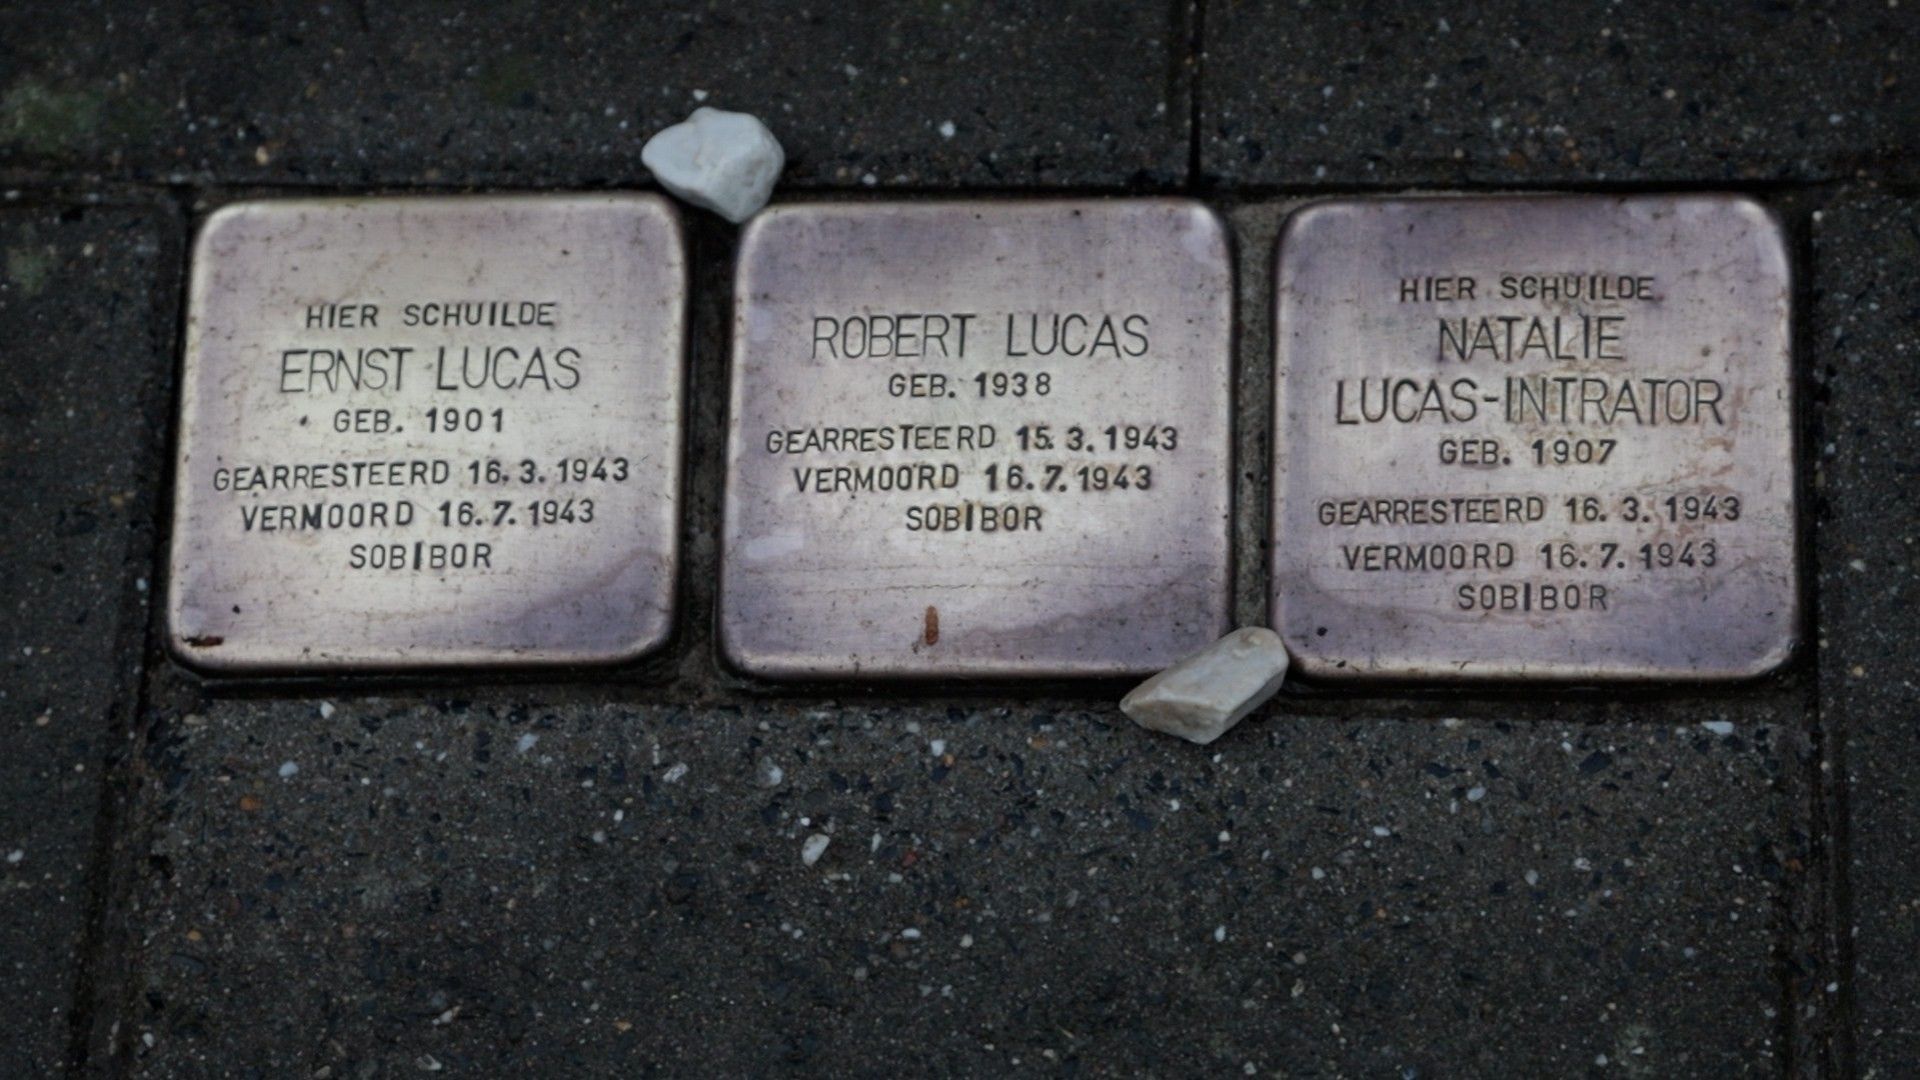 HIER SCHUILDE
ERNST LUCAS
GEB. 1901
GEARRESTEERD 16.3.1943
VERMOORD 16.7.1943
SOBIBOR
ROBERT LUCAS
GEB. 1938
GEARRESTEERD 15.3.1943
VERMOORD 16.7.1943
SOBIBOR
HIER SCHUILDE
NATALIE
LUCAS-INTRATOR
GEB. 1907
GEARRESTEERD 16.3.1943
VERMOORD 16.7.1943
SOBIBOR